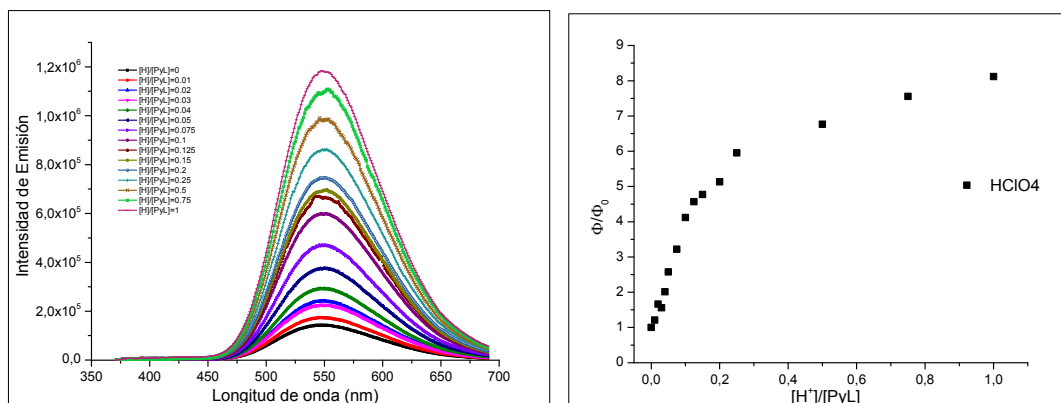 Intensidad de Emisión
1,2x10⁶
1,0x10⁶
8,0x10⁵
6,0x10⁵
4,0x10⁵
2,0x10⁵
0,0
[H]/[PyL]=0
[H]/[PyL]=0.01
[H]/[PyL]=0.02
[H]/[PyL]=0.03
[H]/[PyL]=0.04
[H]/[PyL]=0.05
[H]/[PyL]=0.075
[H]/[PyL]=0.1
[H]/[PyL]=0.125
[H]/[PyL]=0.15
[H]/[PyL]=0.2
[H]/[PyL]=0.25
[H]/[PyL]=0.5
[H]/[PyL]=0.75
[H]/[PyL]=1
350 400 450 500 550 600 650 700
Longitud de onda (nm)
Φ/Φ₀
9
8
7
6
5
4
3
2
1
0
HClO4
0,0 0,2 0,4 0,6 0,8 1,0
[H⁺]/[PyL]